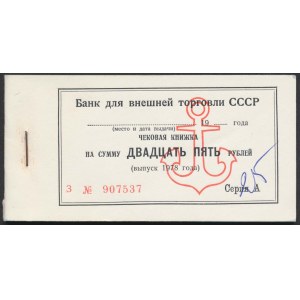 Банк для внешней торговли СССР
19 года
(место и дата выдачи)
ЧЕКОВАЯ КНИЖКА
НА СУММУ ДВАДЦАТЬ ПЯТЬ РУБЛЕЙ
(выпуск 1978 года)
З № 907537
Серия А